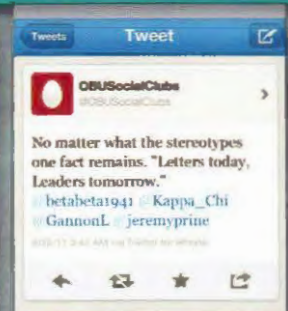 Tweets
Tweet
OBUSocialClubs
@OBUSocialClubs
No matter what the stereotypes
one fact remains. "Letters today,
Leaders tomorrow."
@betabeta1941 @Kappa_Chi
@GannonL @jeremyprine